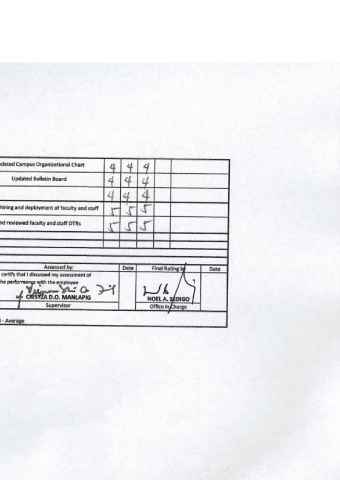 dated Campus Organizational Chart 4 4 4
Updated Bulletin Board 4 4 4
4 4 4
hiring and deployment of faculty and staff 5 5 5
nd reviewed faculty and staff DTRs 5 5 5
Assessed by: Date Final Rating by Date
certify that I discussed my assessment of
he performance with the employee
CRISTZA D.O. MANLAPIG NOEL A. SEDIGO
Supervisor Office in Charge
- Average